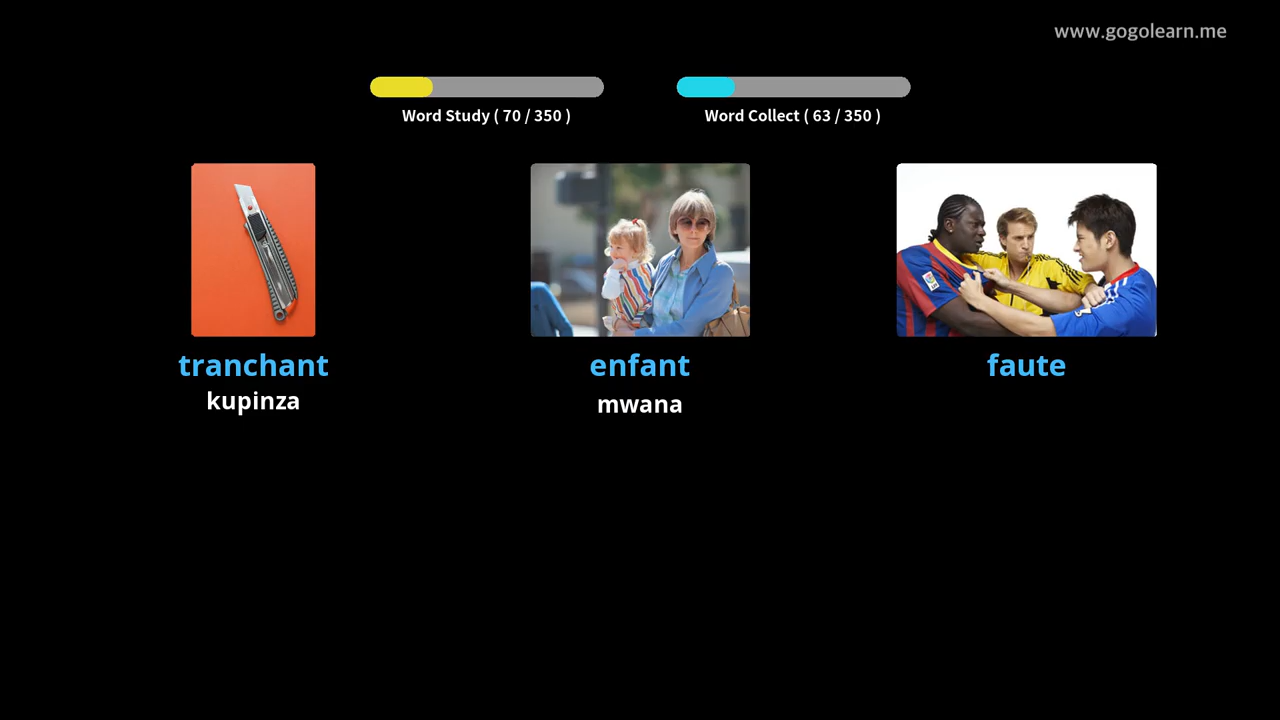 www.gogolearn.me
Word Study ( 70 / 350 )
Word Collect ( 63 / 350 )
tranchant
kupinza
enfant
mwana
faute